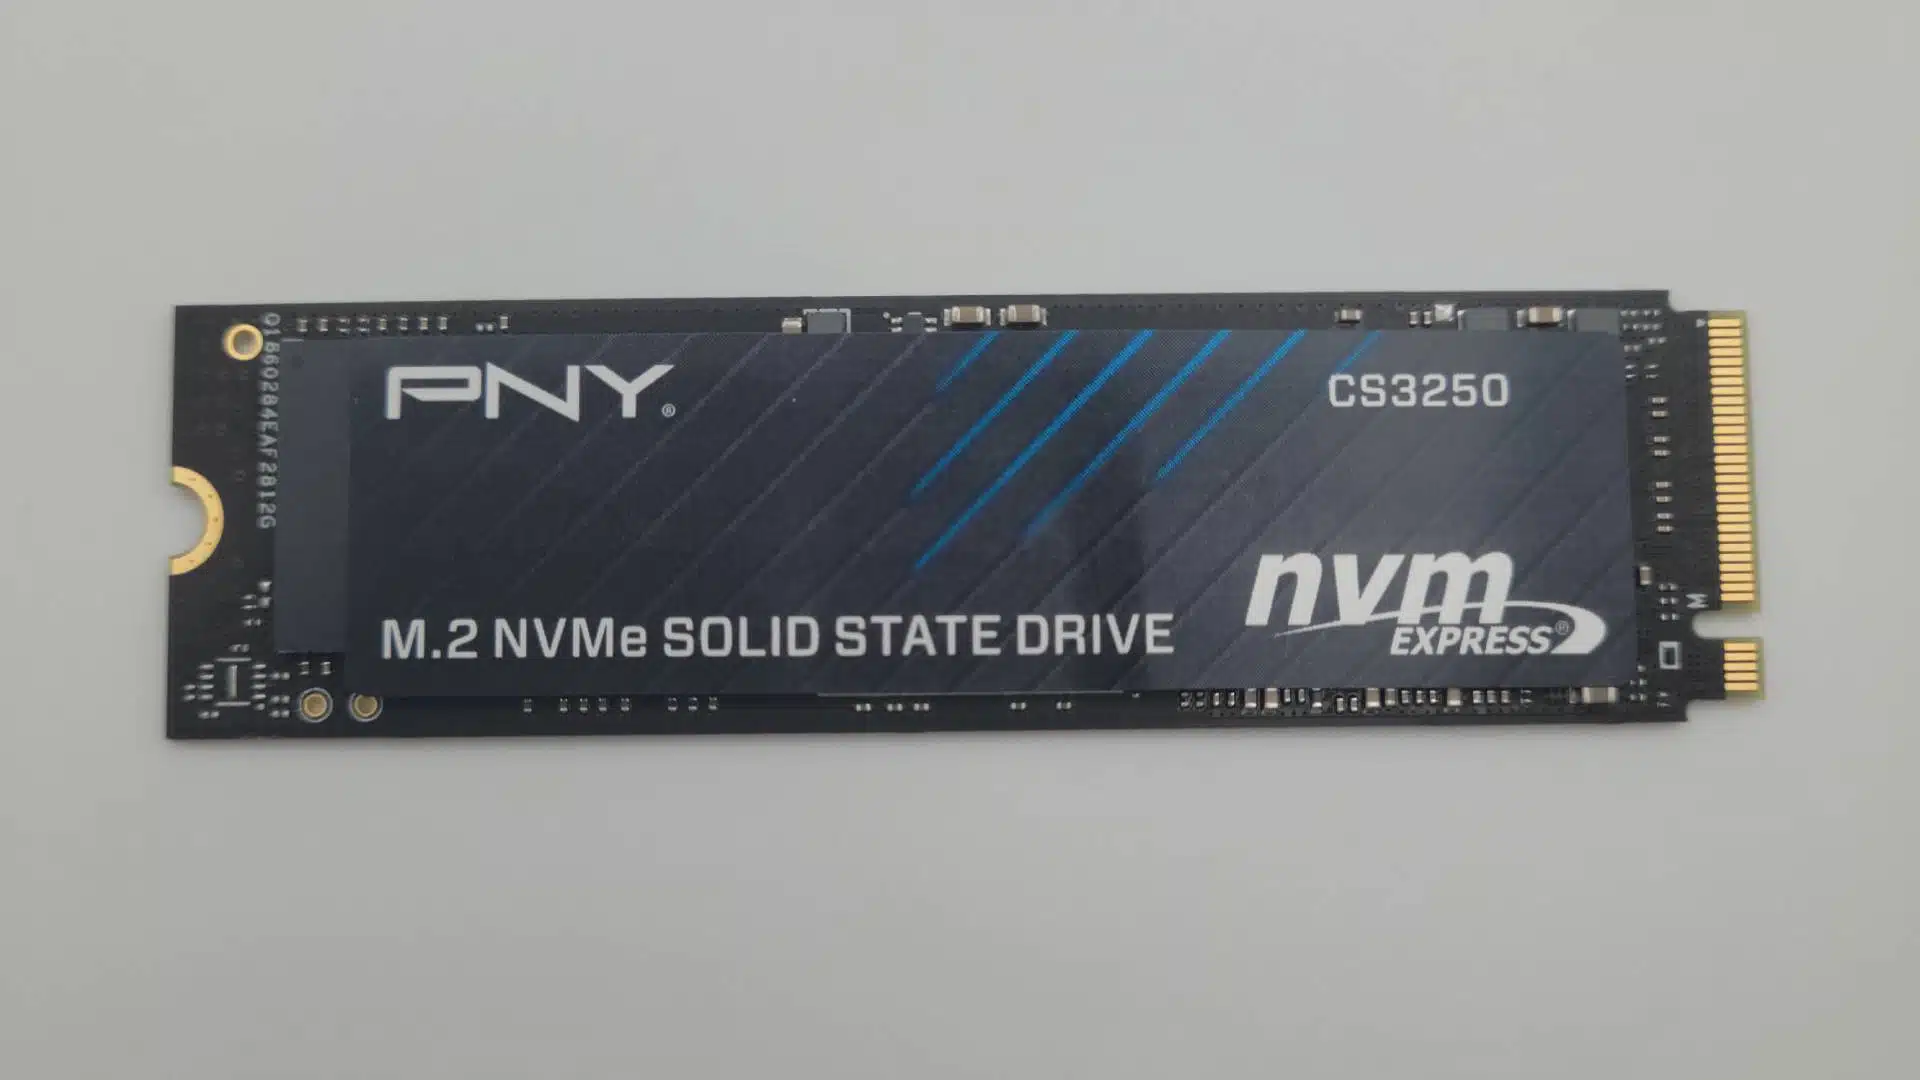 PNY®
CS3250
M.2 NVMe SOLID STATE DRIVE
nvm
EXPRESS®
M